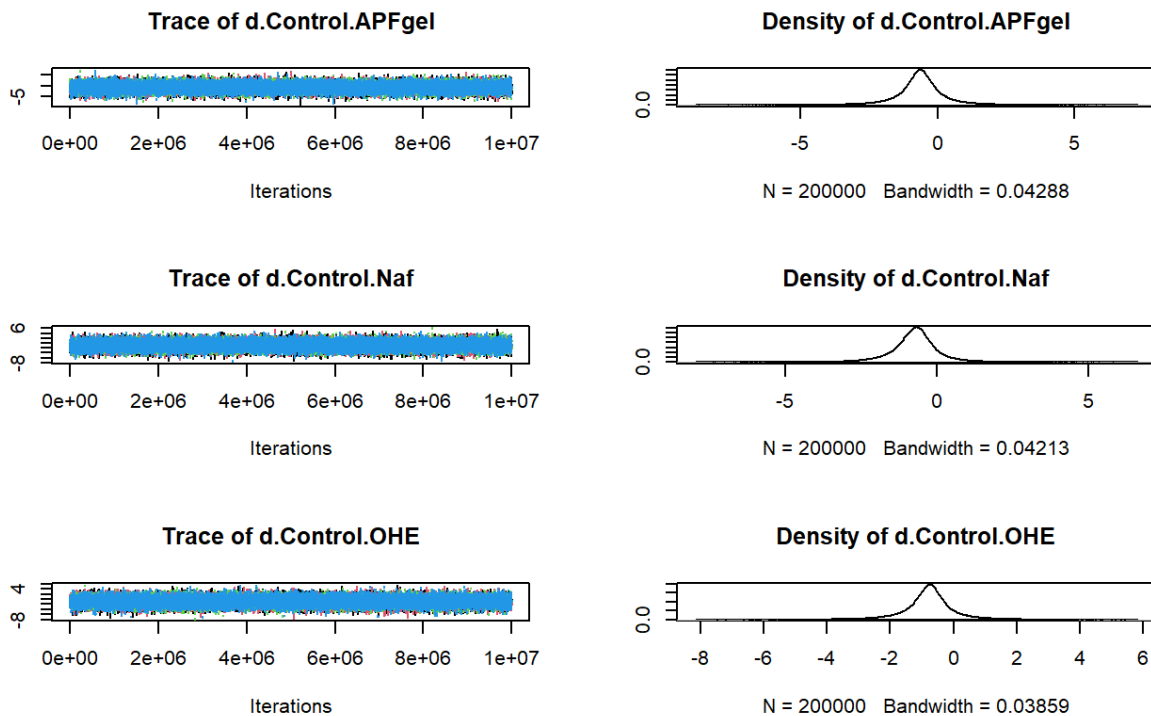 Trace of d.Control.APFgel
-5
0e+00 2e+06 4e+06 6e+06 8e+06 1e+07
Iterations
Density of d.Control.APFgel
0.0
-5 0 5
N = 200000 Bandwidth = 0.04288
Trace of d.Control.Naf
6
-8
0e+00 2e+06 4e+06 6e+06 8e+06 1e+07
Iterations
Density of d.Control.Naf
0.0
-5 0 5
N = 200000 Bandwidth = 0.04213
Trace of d.Control.OHE
4
-8
0e+00 2e+06 4e+06 6e+06 8e+06 1e+07
Iterations
Density of d.Control.OHE
0.0
-8 -6 -4 -2 0 2 4 6
N = 200000 Bandwidth = 0.03859